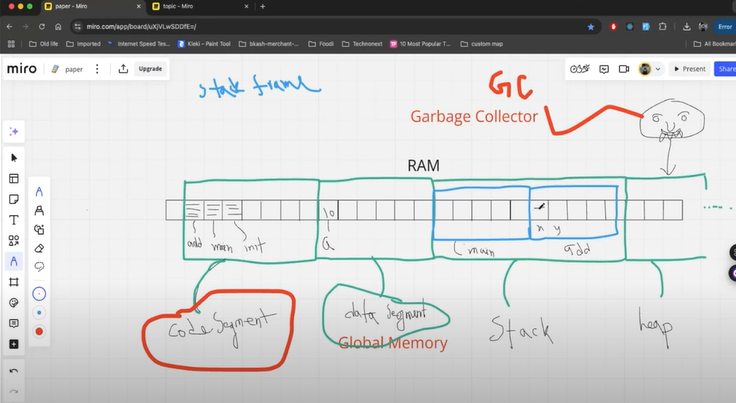 paper - Miro
topic - Miro
miro.com/app/board/uXjVLwSDDfE=/
Error
Old life
Imported
Internet Speed Tes...
Kleki - Paint Tool
bkash-merchant-...
Foodi
Technonext
10 Most Popular T...
custom map
All Bookmar
miro
paper
Upgrade
Present
Share
stack frame
GC
Garbage Collector
RAM
10
add main init
a
x y
main
add
Code Segment
data segment
Global Memory
Stack
heap